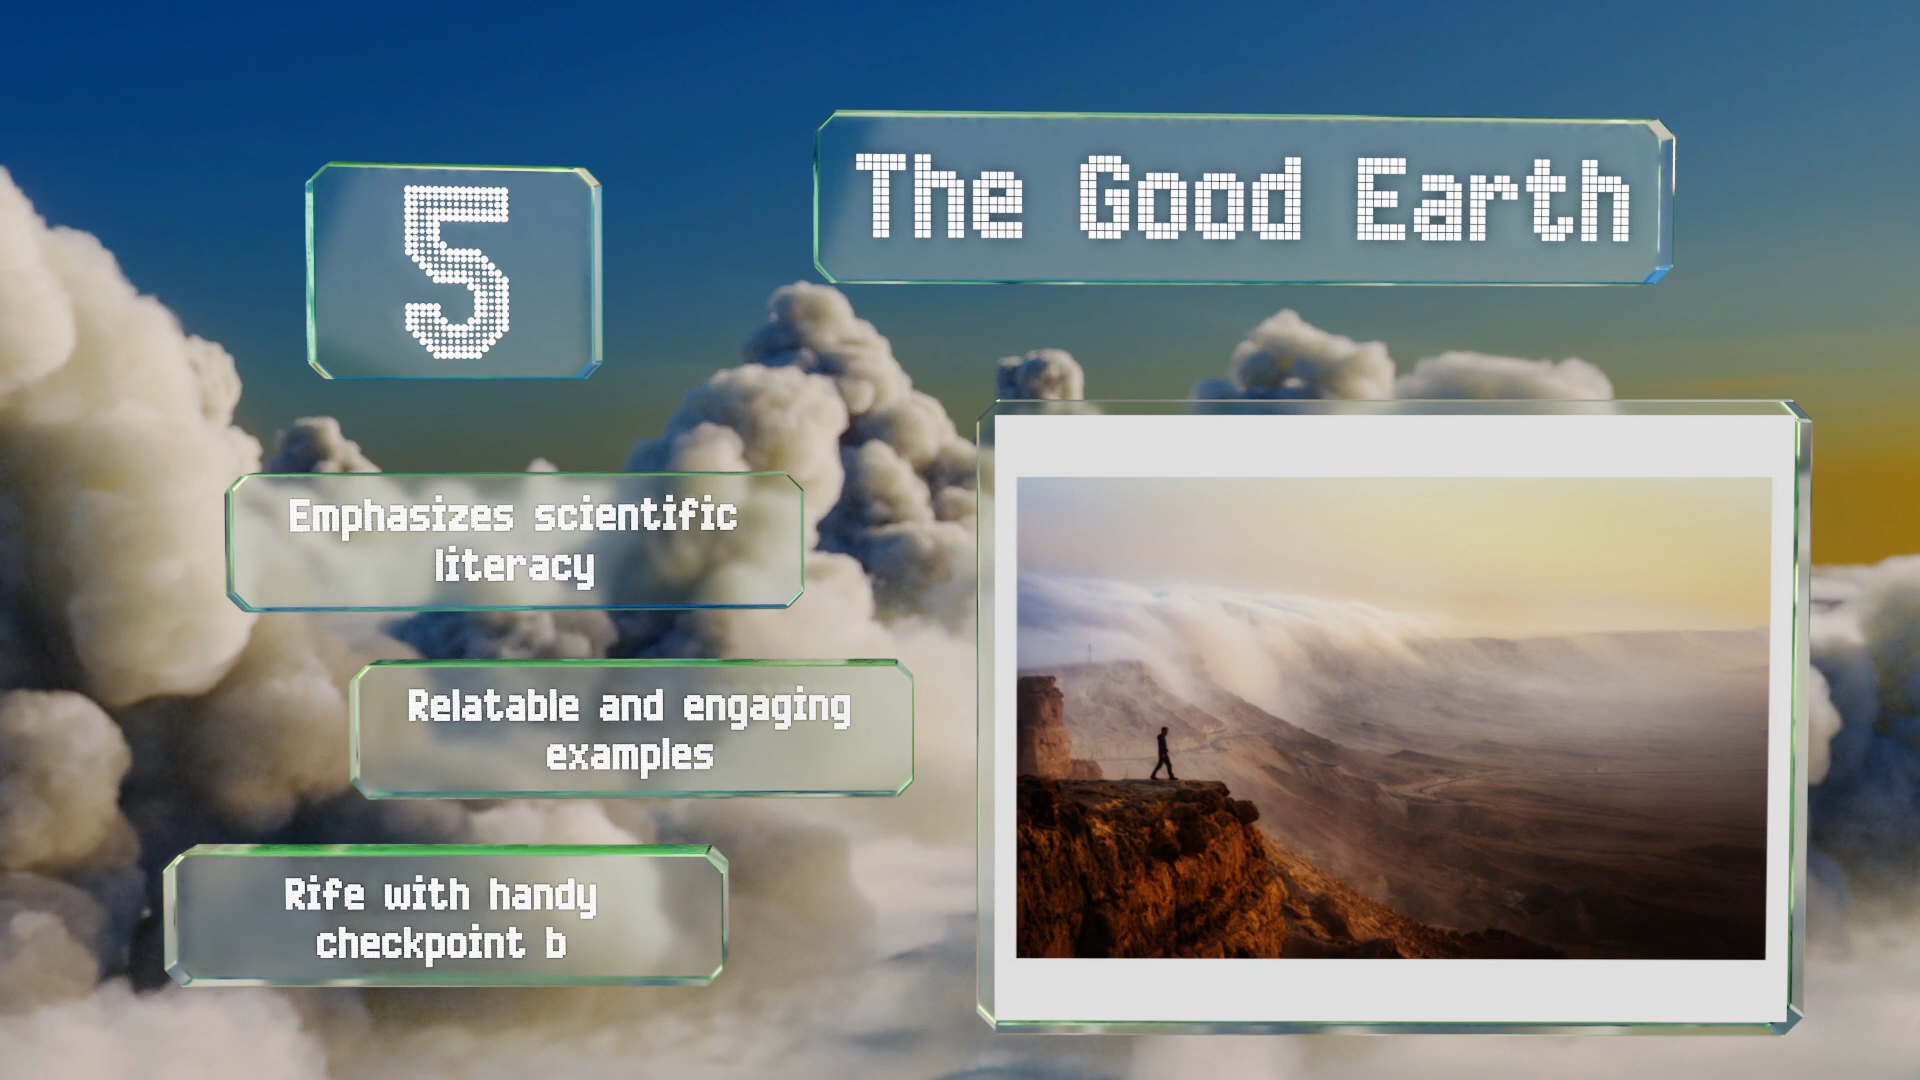 5
The Good Earth
Emphasizes scientific
literacy
Relatable and engaging
examples
Rife with handy
checkpoint b